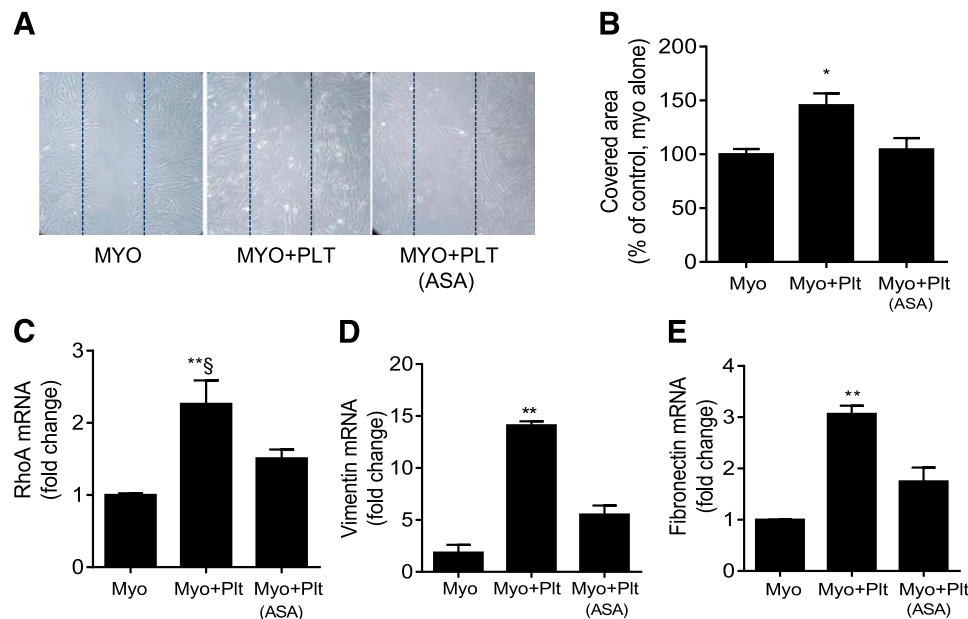 A
MYO
MYO+PLT
MYO+PLT
(ASA)
B
Covered area
(% of control, myo alone)
200
150
100
50
0
*
Myo
Myo+Plt
Myo+Plt
(ASA)
C
RhoA mRNA
(fold change)
3
2
1
0
**§
Myo
Myo+Plt
Myo+Plt
(ASA)
D
Vimentin mRNA
(fold change)
20
15
10
5
0
**
Myo
Myo+Plt
Myo+Plt
(ASA)
E
Fibronectin mRNA
(fold change)
4
3
2
1
0
**
Myo
Myo+Plt
Myo+Plt
(ASA)